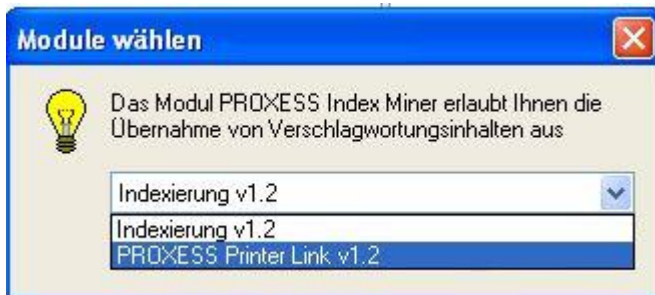 Module wählen
Das Modul PROXESS Index Miner erlaubt Ihnen die
Übernahme von Verschlagwortungsinhalten aus
Indexierung v1.2
Indexierung v1.2
PROXESS Printer Link v1.2